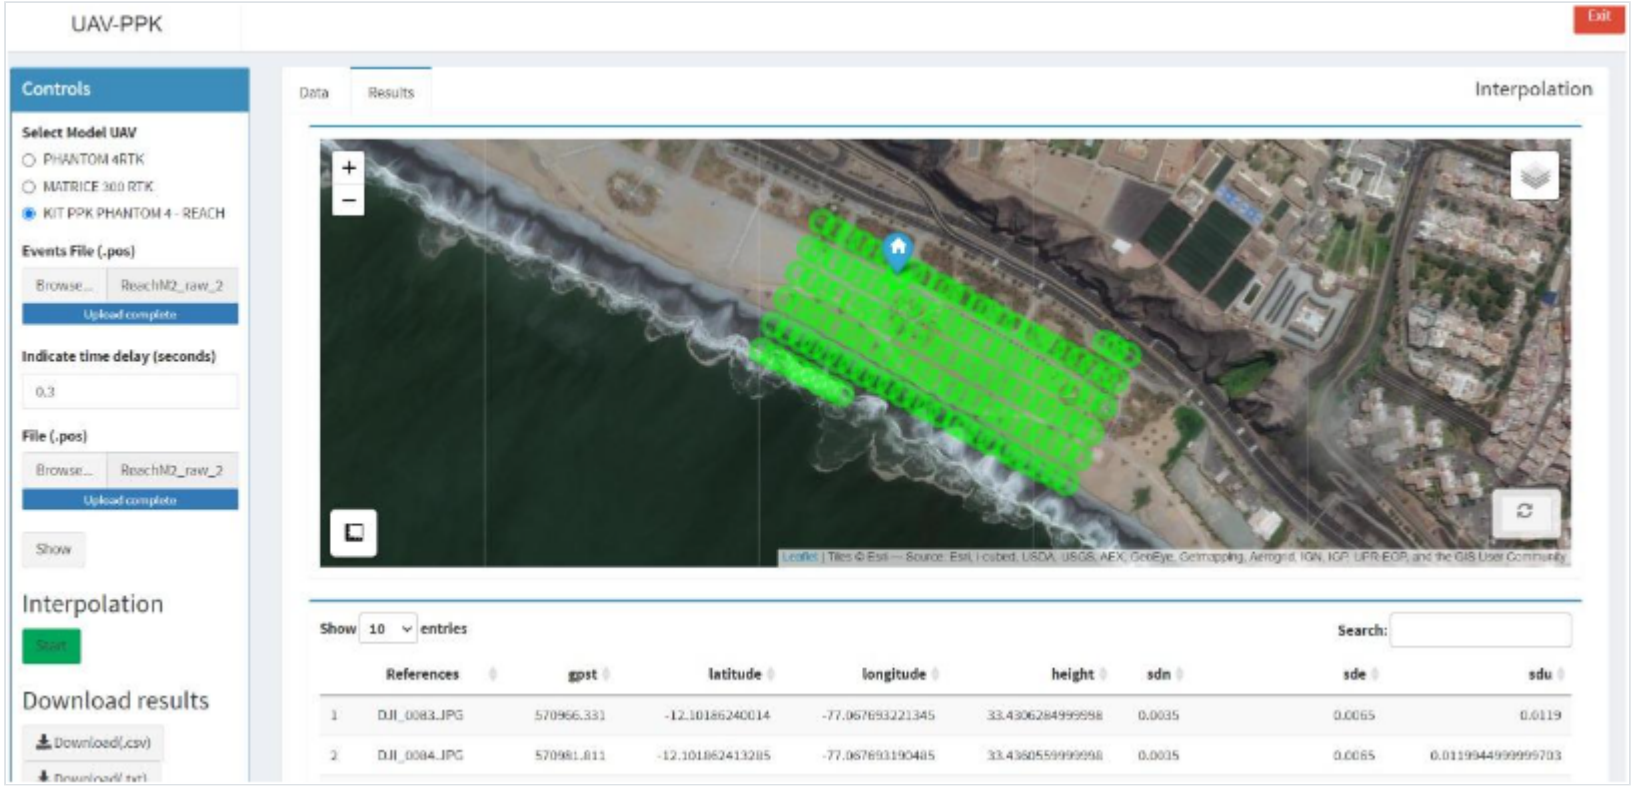 UAV-PPK
Exit
Controls
Data
Results
Interpolation
Select Model UAV
PHANTOM 4RTK
MATRICE 300 RTK
KIT PPK PHANTOM 4 - REACH
Events File (.pos)
Browse... ReachM2_raw_2
Upload complete
Indicate time delay (seconds)
0.3
File (.pos)
Browse... ReachM2_raw_2
Upload complete
Show
Interpolation
Start
Download results
Download(.csv)
Download(.txt)
+
−
Leaflet | Tiles © Esri — Source: Esri, i-cubed, USDA, USGS, AEX, GeoEye, Getmapping, Aerogrid, IGN, IGP, UPR-EGP, and the GIS User Community
Show 10 entries
Search:
References gpst latitude longitude height sdn sde sdu
1 DJI_0083.JPG 570966.331 -12.10186240014 -77.067693221345 33.4306284999998 0.0035 0.0065 0.0119
2 DJI_0084.JPG 570981.811 -12.101862413285 -77.067693190485 33.4360559999998 0.0035 0.0065 0.0119944999999703